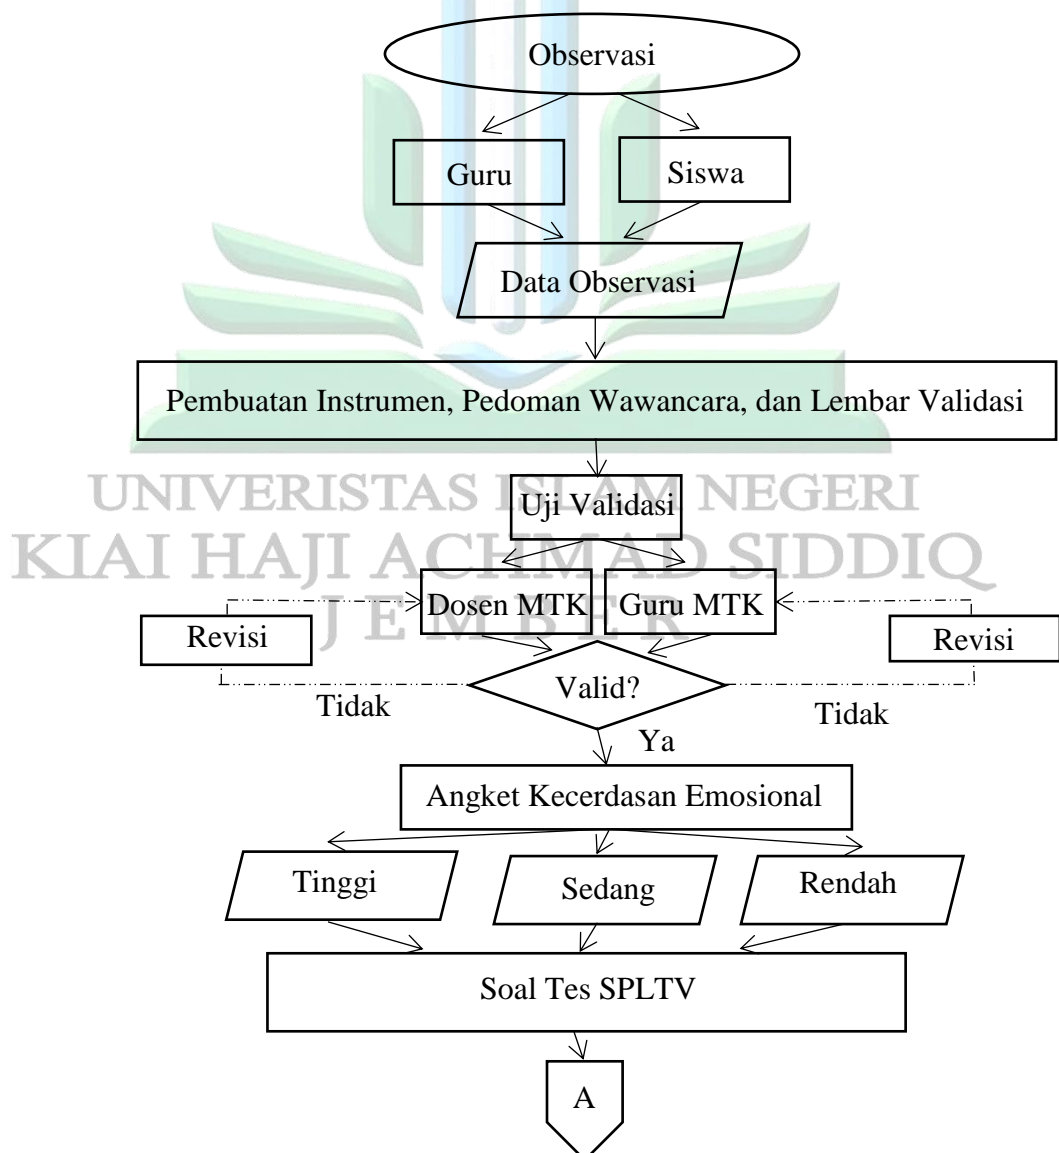 Observasi
Guru
Siswa
Data Observasi
Pembuatan Instrumen, Pedoman Wawancara, dan Lembar Validasi
UNIVERISTAS ISLAM NEGERI
Uji Validasi
KIAI HAJI ACHMAD SIDDIQ
Dosen MTK
Guru MTK
JEMBER
Revisi
Revisi
Valid?
Tidak
Tidak
Ya
Angket Kecerdasan Emosional
Tinggi
Sedang
Rendah
Soal Tes SPLTV
A